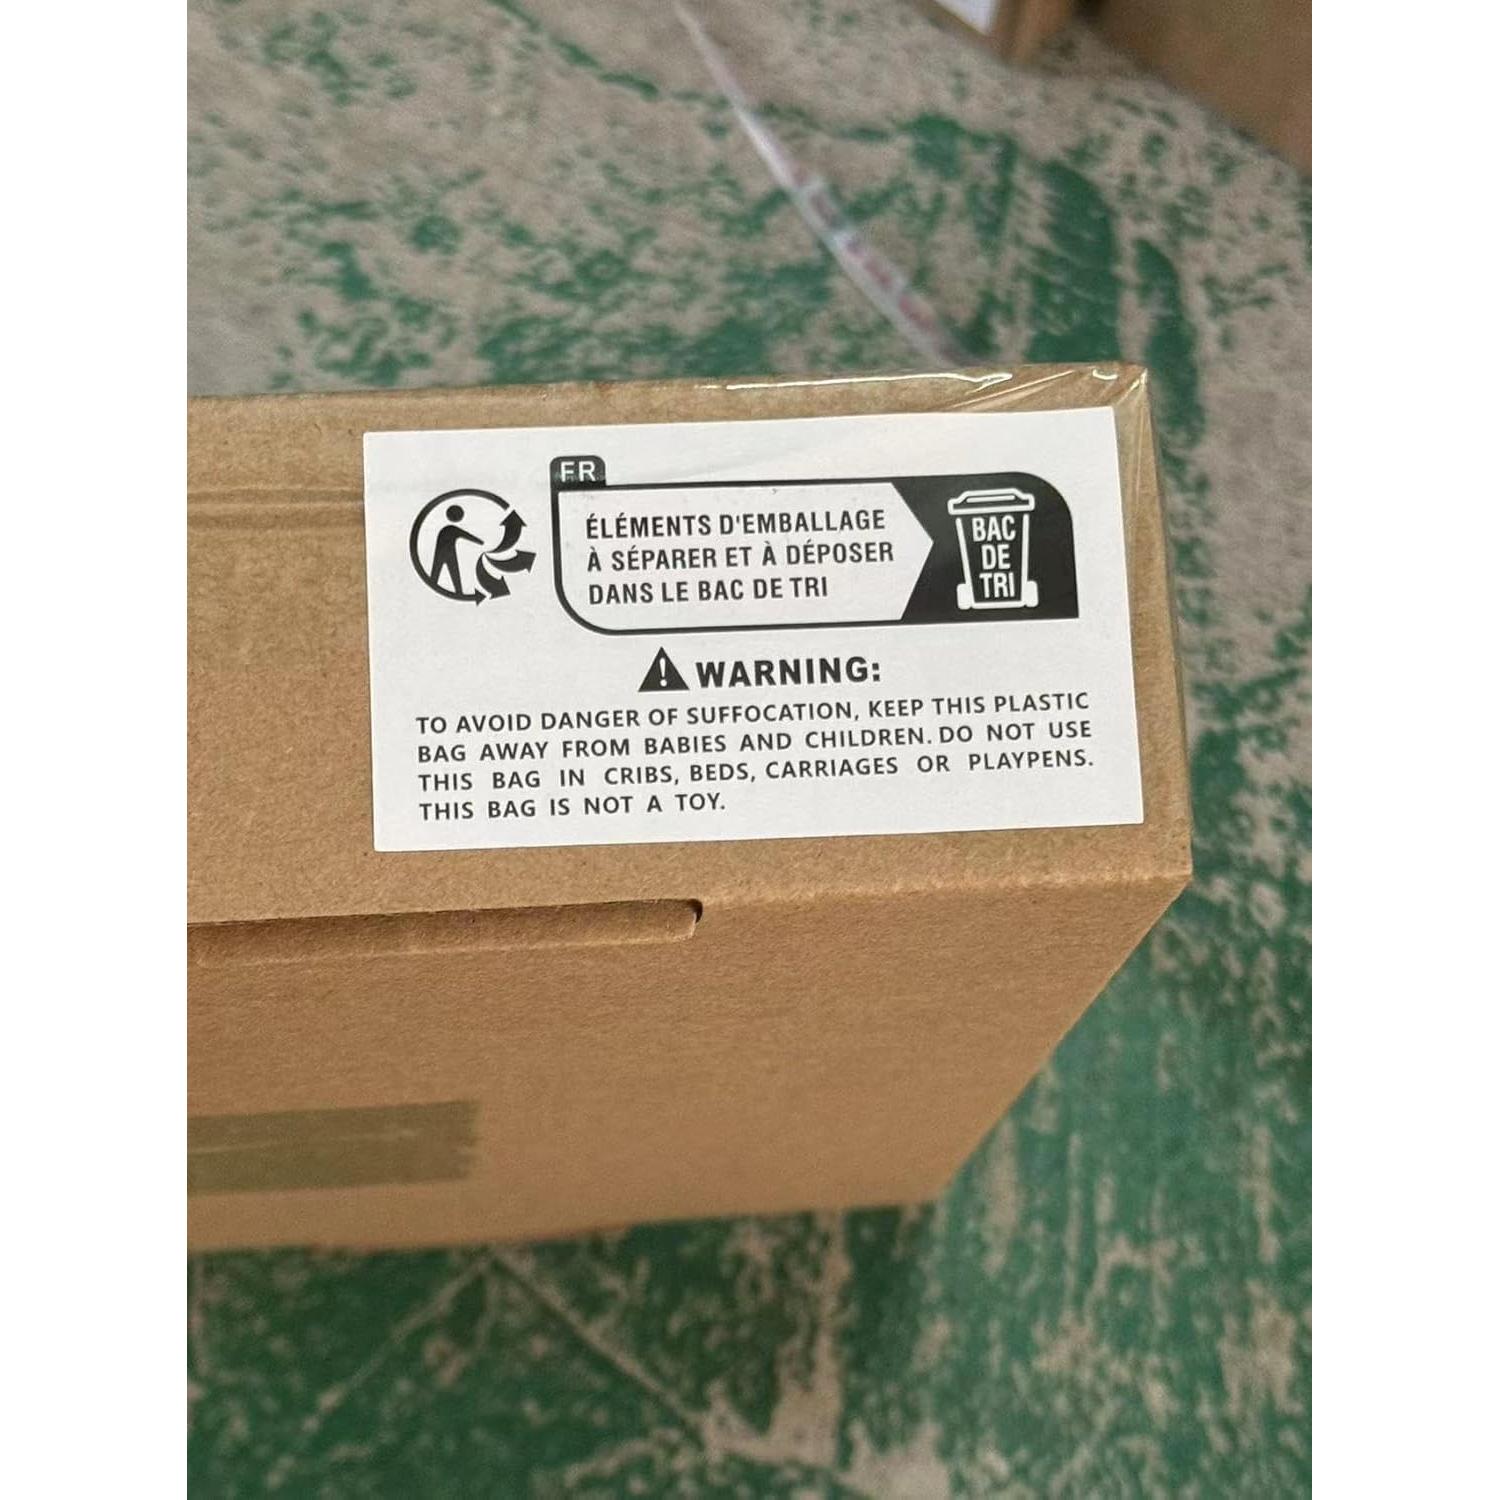 FR
ÉLÉMENTS D'EMBALLAGE
À SÉPARER ET À DÉPOSER
DANS LE BAC DE TRI
BAC
DE
TRI
WARNING:
TO AVOID DANGER OF SUFFOCATION, KEEP THIS PLASTIC
BAG AWAY FROM BABIES AND CHILDREN. DO NOT USE
THIS BAG IN CRIBS, BEDS, CARRIAGES OR PLAYPENS.
THIS BAG IS NOT A TOY.